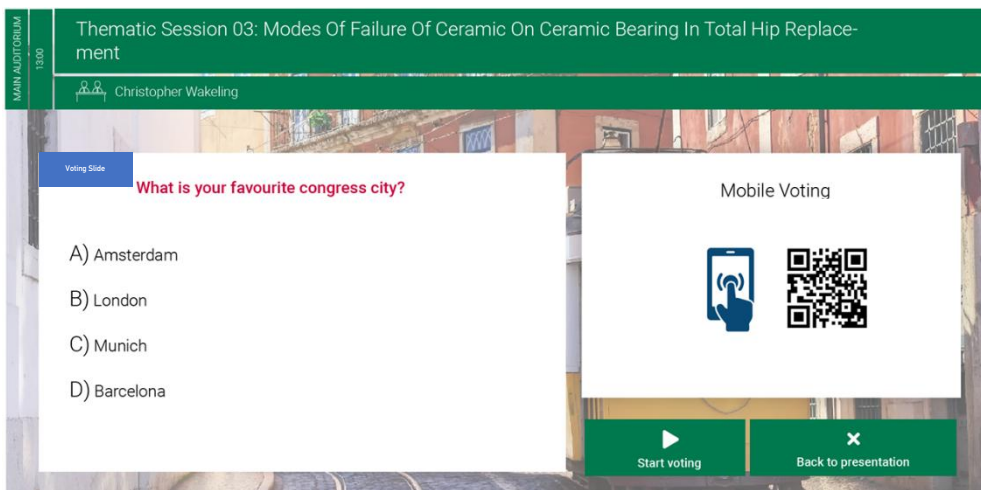 MAIN AUDITORIUM
13:00
Thematic Session 03: Modes Of Failure Of Ceramic On Ceramic Bearing In Total Hip Replace-
ment
Christopher Wakeling
Voting Slide
What is your favourite congress city?
A) Amsterdam
B) London
C) Munich
D) Barcelona
Mobile Voting
Start voting
Back to presentation